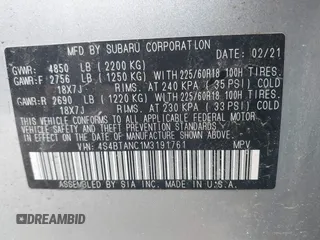 MFD. BY SUBARU CORPORATION 02/21
GVWR: 4850 LB (2200 KG)
GAWR:F 2756 LB (1250 KG) WITH 225/60R18 100H TIRES.
18X7J RIMS. AT 240 KPA (35 PSI) COLD
GAWR:R 2690 LB (1220 KG) WITH 225/60R18 100H TIRES.
18X7J RIMS. AT 230 KPA (33 PSI) COLD
THIS VEHICLE CONFORMS TO ALL APPLICABLE FEDERAL MOTOR
VEHICLE SAFETY, BUMPER, AND THEFT PREVENTION STANDARDS
IN EFFECT ON THE DATE OF MANUFACTURE SHOWN ABOVE.
VIN: 4S4BTANC1M3191761 MPV
ASSEMBLED BY SIA INC. MADE IN U.S.A.
DREAMBID